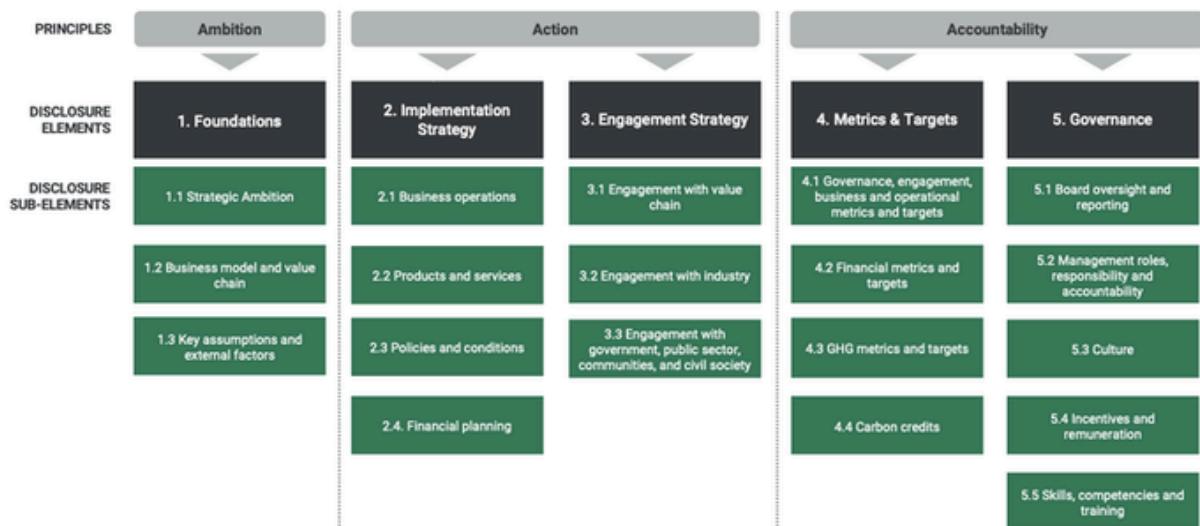 PRINCIPLES
Ambition
Action
Accountability
DISCLOSURE
ELEMENTS
1. Foundations
2. Implementation
Strategy
3. Engagement Strategy
4. Metrics & Targets
5. Governance
DISCLOSURE
SUB-ELEMENTS
1.1 Strategic Ambition
2.1 Business operations
3.1 Engagement with value
chain
4.1 Governance, engagement,
business and operational
metrics and targets
5.1 Board oversight and
reporting
1.2 Business model and value
chain
2.2 Products and services
3.2 Engagement with industry
4.2 Financial metrics and
targets
5.2 Management roles,
responsibility and
accountability
1.3 Key assumptions and
external factors
2.3 Policies and conditions
3.3 Engagement with
government, public sector,
communities, and civil society
4.3 GHG metrics and targets
5.3 Culture
2.4. Financial planning
4.4 Carbon credits
5.4 Incentives and
remuneration
5.5 Skills, competencies and
training